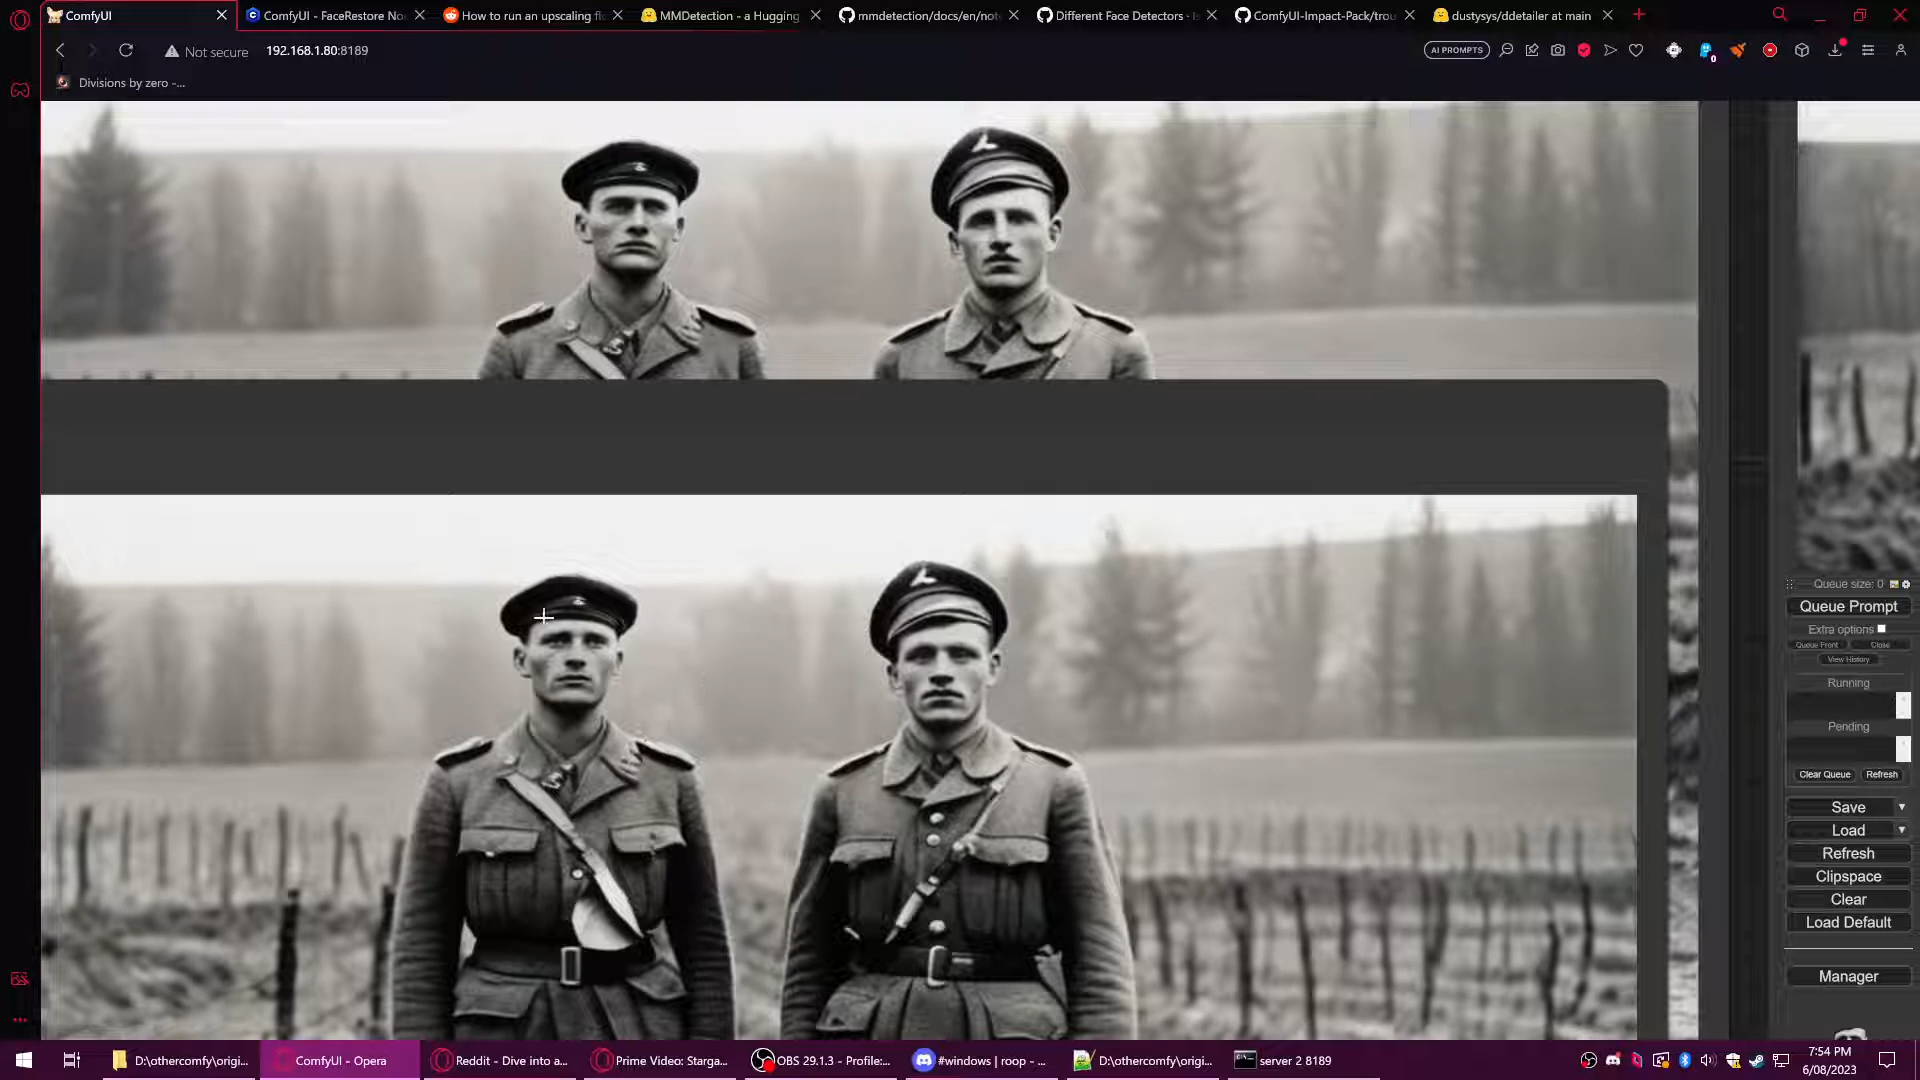 ComfyUI
ComfyUI - FaceRestore No
How to run an upscaling flo
MMDetection - a Hugging
mmdetection/docs/en/not
Different Face Detectors · Is
ComfyUI-Impact-Pack/trou
dustysys/ddetailer at main
Not secure
192.168.1.80:8189
AI PROMPTS
0
Divisions by zero -...
Queue size: 0
Queue Prompt
Extra options
Queue Front
Close
View History
Running
Pending
Clear Queue
Refresh
Save
Load
Refresh
Clipspace
Clear
Load Default
Manager
D:\othercomfy\origi...
ComfyUI - Opera
Reddit - Dive into a...
Prime Video: Starga...
OBS 29.1.3 - Profile:...
#windows | roop - ...
D:\othercomfy\origi...
server 2 8189
7:54 PM
6/08/2023